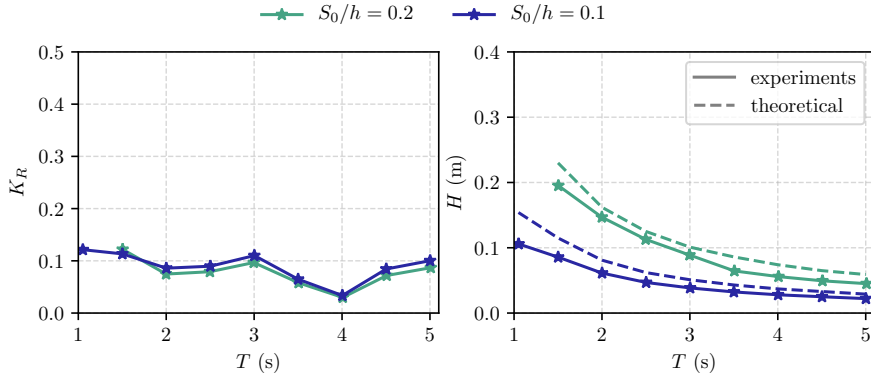 S₀/h = 0.2 S₀/h = 0.1
0.5
0.4
0.3
0.2
0.1
0.0
K_R
1 2 3 4 5
T (s)
experiments
theoretical
0.4
0.3
0.2
0.1
0.0
H (m)
1 2 3 4 5
T (s)